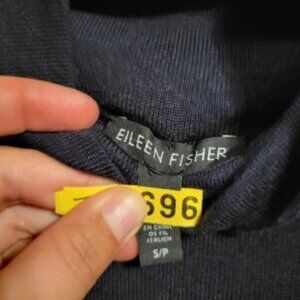 EILEEN FISHER
696
EN CHINE
DE FIL
ITALIEN
S/P